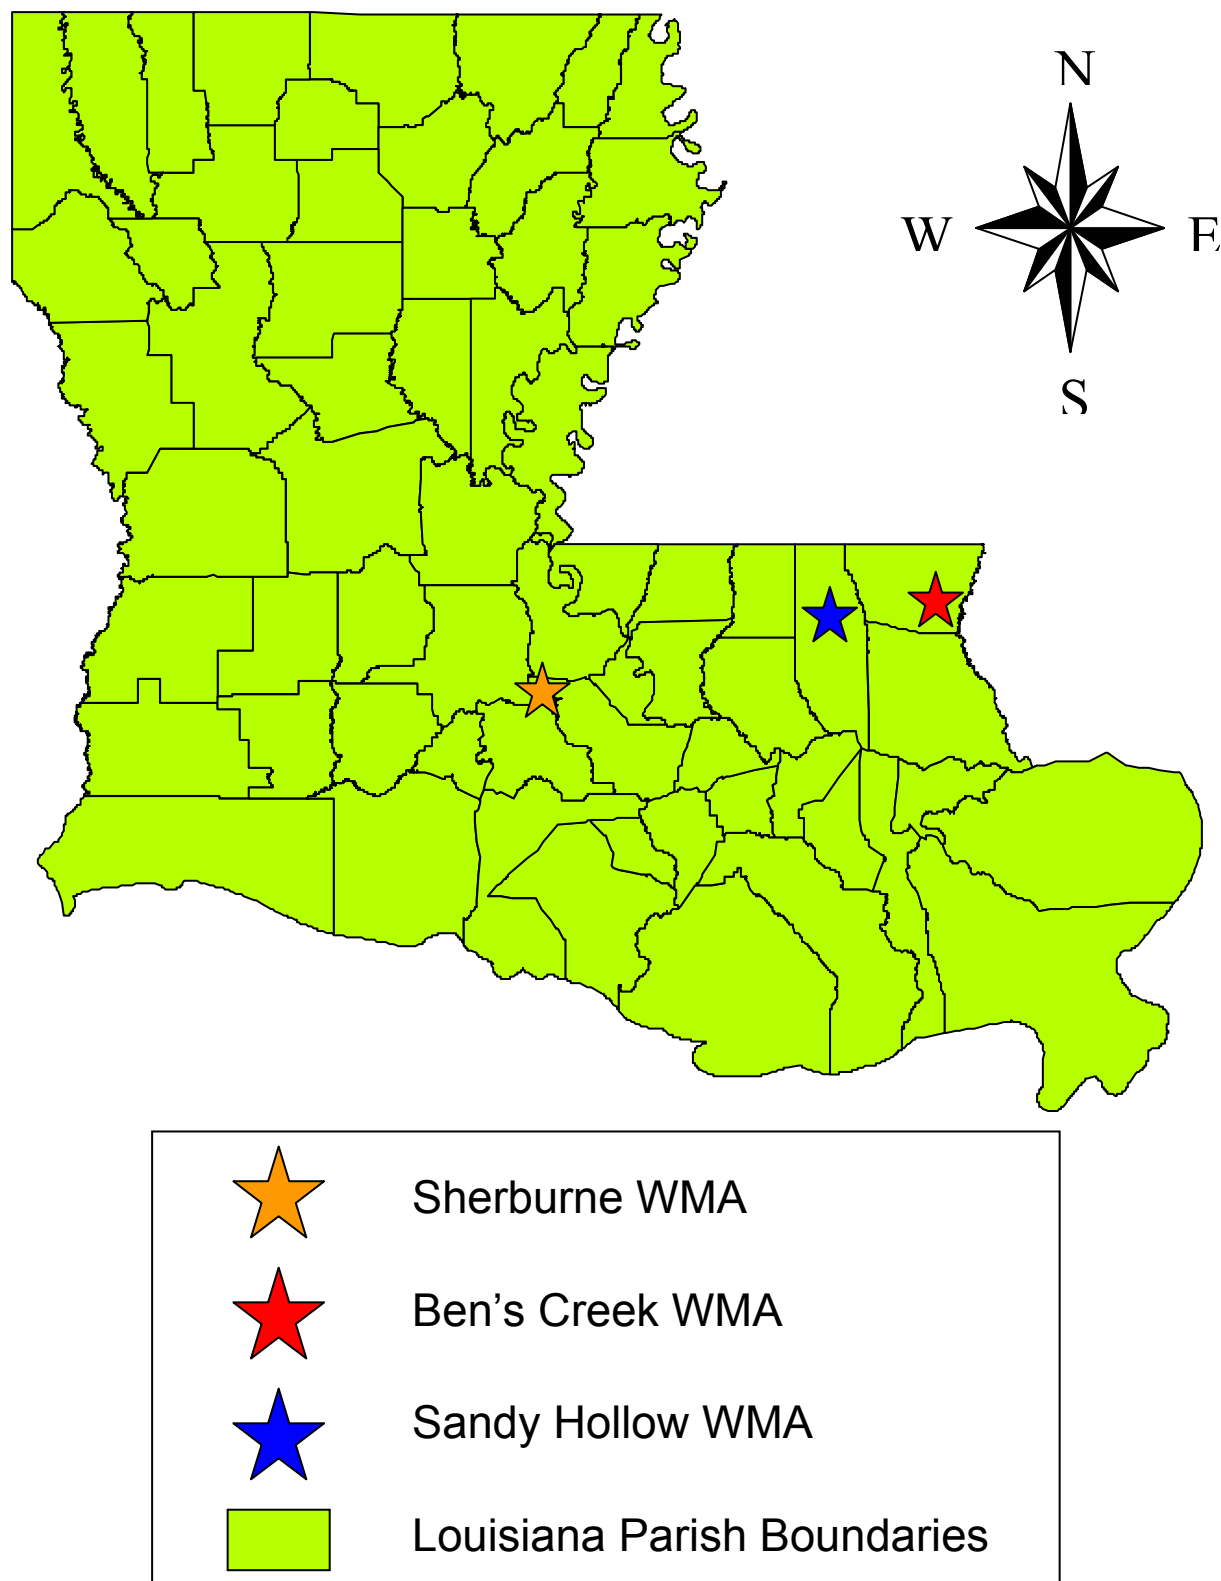 N
W E
S
Sherburne WMA
Ben’s Creek WMA
Sandy Hollow WMA
Louisiana Parish Boundaries